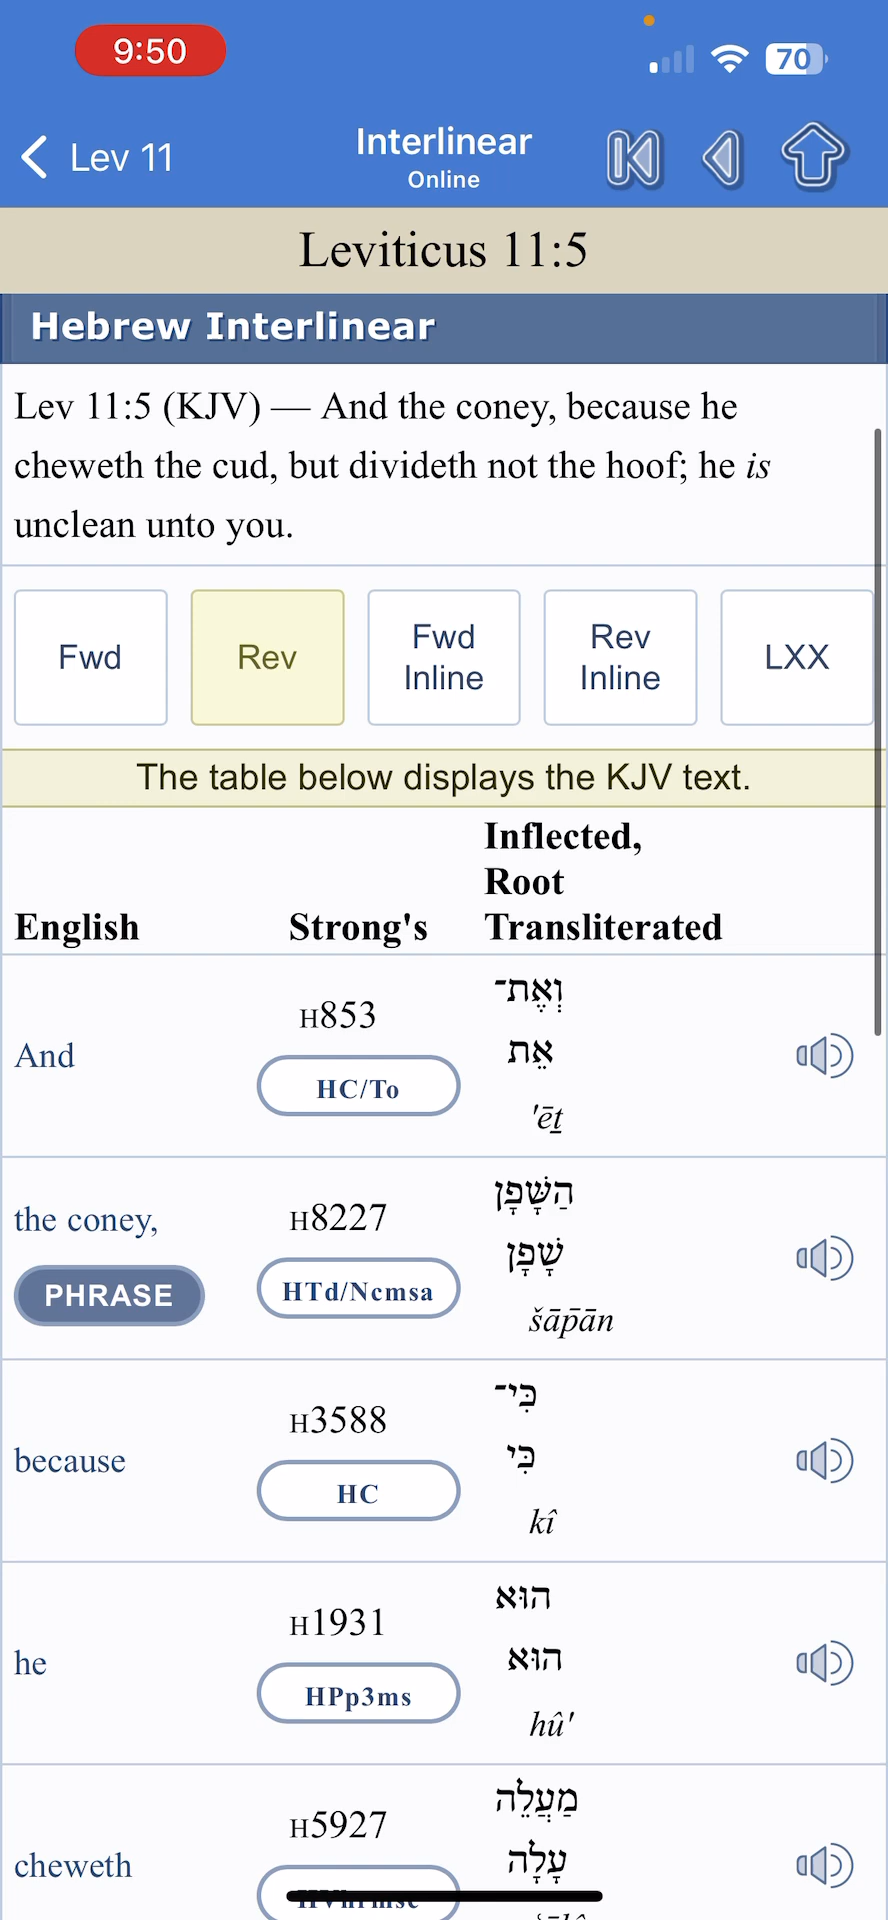 9:50
70
Lev 11
Interlinear
Online
Leviticus 11:5
Hebrew Interlinear
Lev 11:5 (KJV) — And the coney, because he
cheweth the cud, but divideth not the hoof; he is
unclean unto you.
Fwd
Rev
Fwd
Inline
Rev
Inline
LXX
The table below displays the KJV text.
English
Strong's
Inflected,
Root
Transliterated
And
H853
HC/To
וְאֶת־
אֵת
'ēṯ
the coney,
PHRASE
H8227
HTd/Ncmsa
הַשָּׁפָן
שָׁפָן
šāp̄ān
because
H3588
HC
כִּי־
כִּי
kî
he
H1931
HPp3ms
הוּא
הוּא
hû'
cheweth
H5927
מַעֲלֵה
עָלָה